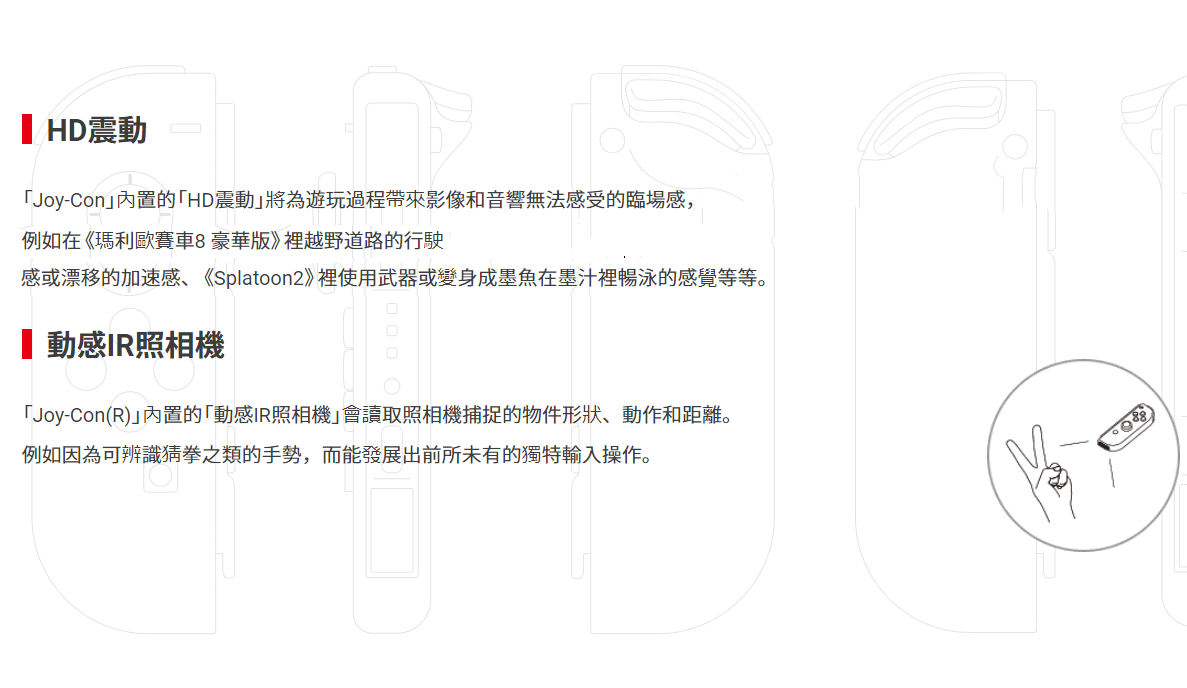 HD震動
「Joy-Con」內置的「HD震動」將為遊玩過程帶來影像和音響無法感受的臨場感，
例如在《瑪利歐賽車8 豪華版》裡越野道路的行駛
感或漂移的加速感、《Splatoon2》裡使用武器或變身成墨魚在墨汁裡暢泳的感覺等等。
動感IR照相機
「Joy-Con(R)」內置的「動感IR照相機」會讀取照相機捕捉的物件形狀、動作和距離。
例如因為可辨識猜拳之類的手勢，而能發展出前所未有的獨特輸入操作。